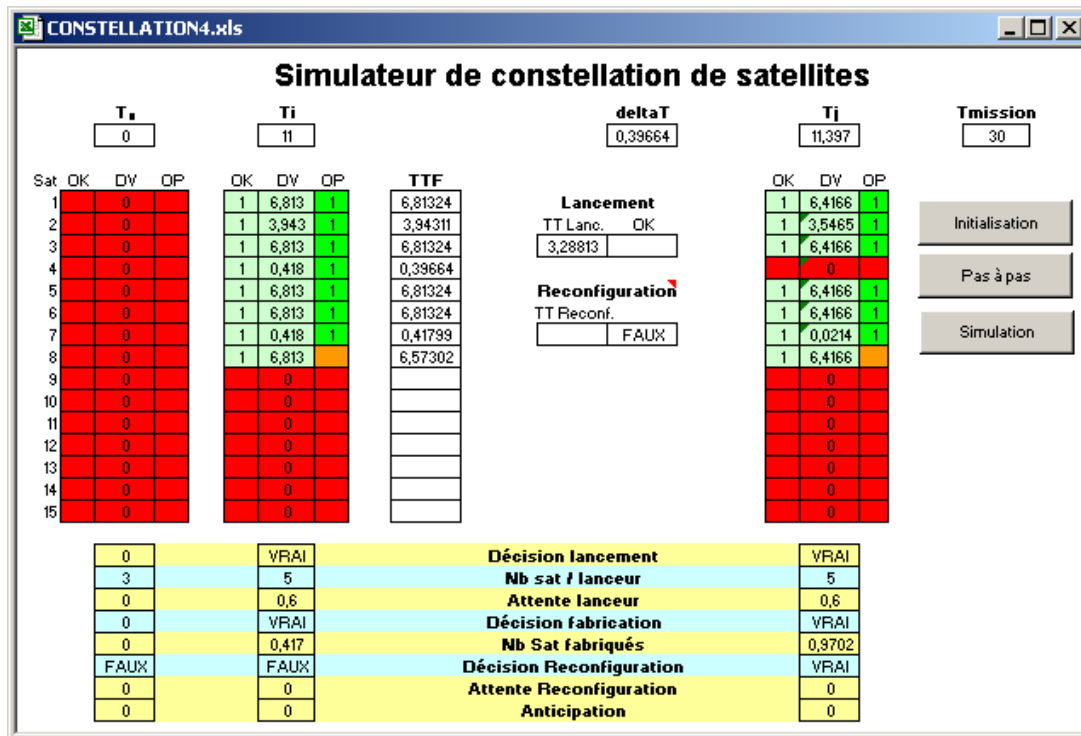 CONSTELLATION4.xls
Simulateur de constellation de satellites
T₀ Ti deltaT Tj Tmission
0 11 0,39664 11,397 30
Sat OK DV OP OK DV OP TTF OK DV OP
1 0 1 6,813 1 6,81324 Lancement 1 6,4166 1
2 0 1 3,943 1 3,94311 TT Lanc. OK 1 3,5465 1 Initialisation
3 0 1 6,813 1 6,81324 3,28813 1 6,4166 1
4 0 1 0,418 1 0,39664 0 Pas à pas
5 0 1 6,813 1 6,81324 Reconfiguration 1 6,4166 1
6 0 1 6,813 1 6,81324 TT Reconf. 1 6,4166 1
7 0 1 0,418 1 0,41799 FAUX 1 0,0214 1 Simulation
8 0 1 6,813 6,57302 1 6,4166
9 0 0 0
10 0 0 0
11 0 0 0
12 0 0 0
13 0 0 0
14 0 0 0
15 0 0 0
0 VRAI Décision lancement VRAI
3 5 Nb sat / lanceur 5
0 0,6 Attente lanceur 0,6
0 VRAI Décision fabrication VRAI
0 0,417 Nb Sat fabriqués 0,9702
FAUX FAUX Décision Reconfiguration VRAI
0 0 Attente Reconfiguration 0
0 0 Anticipation 0